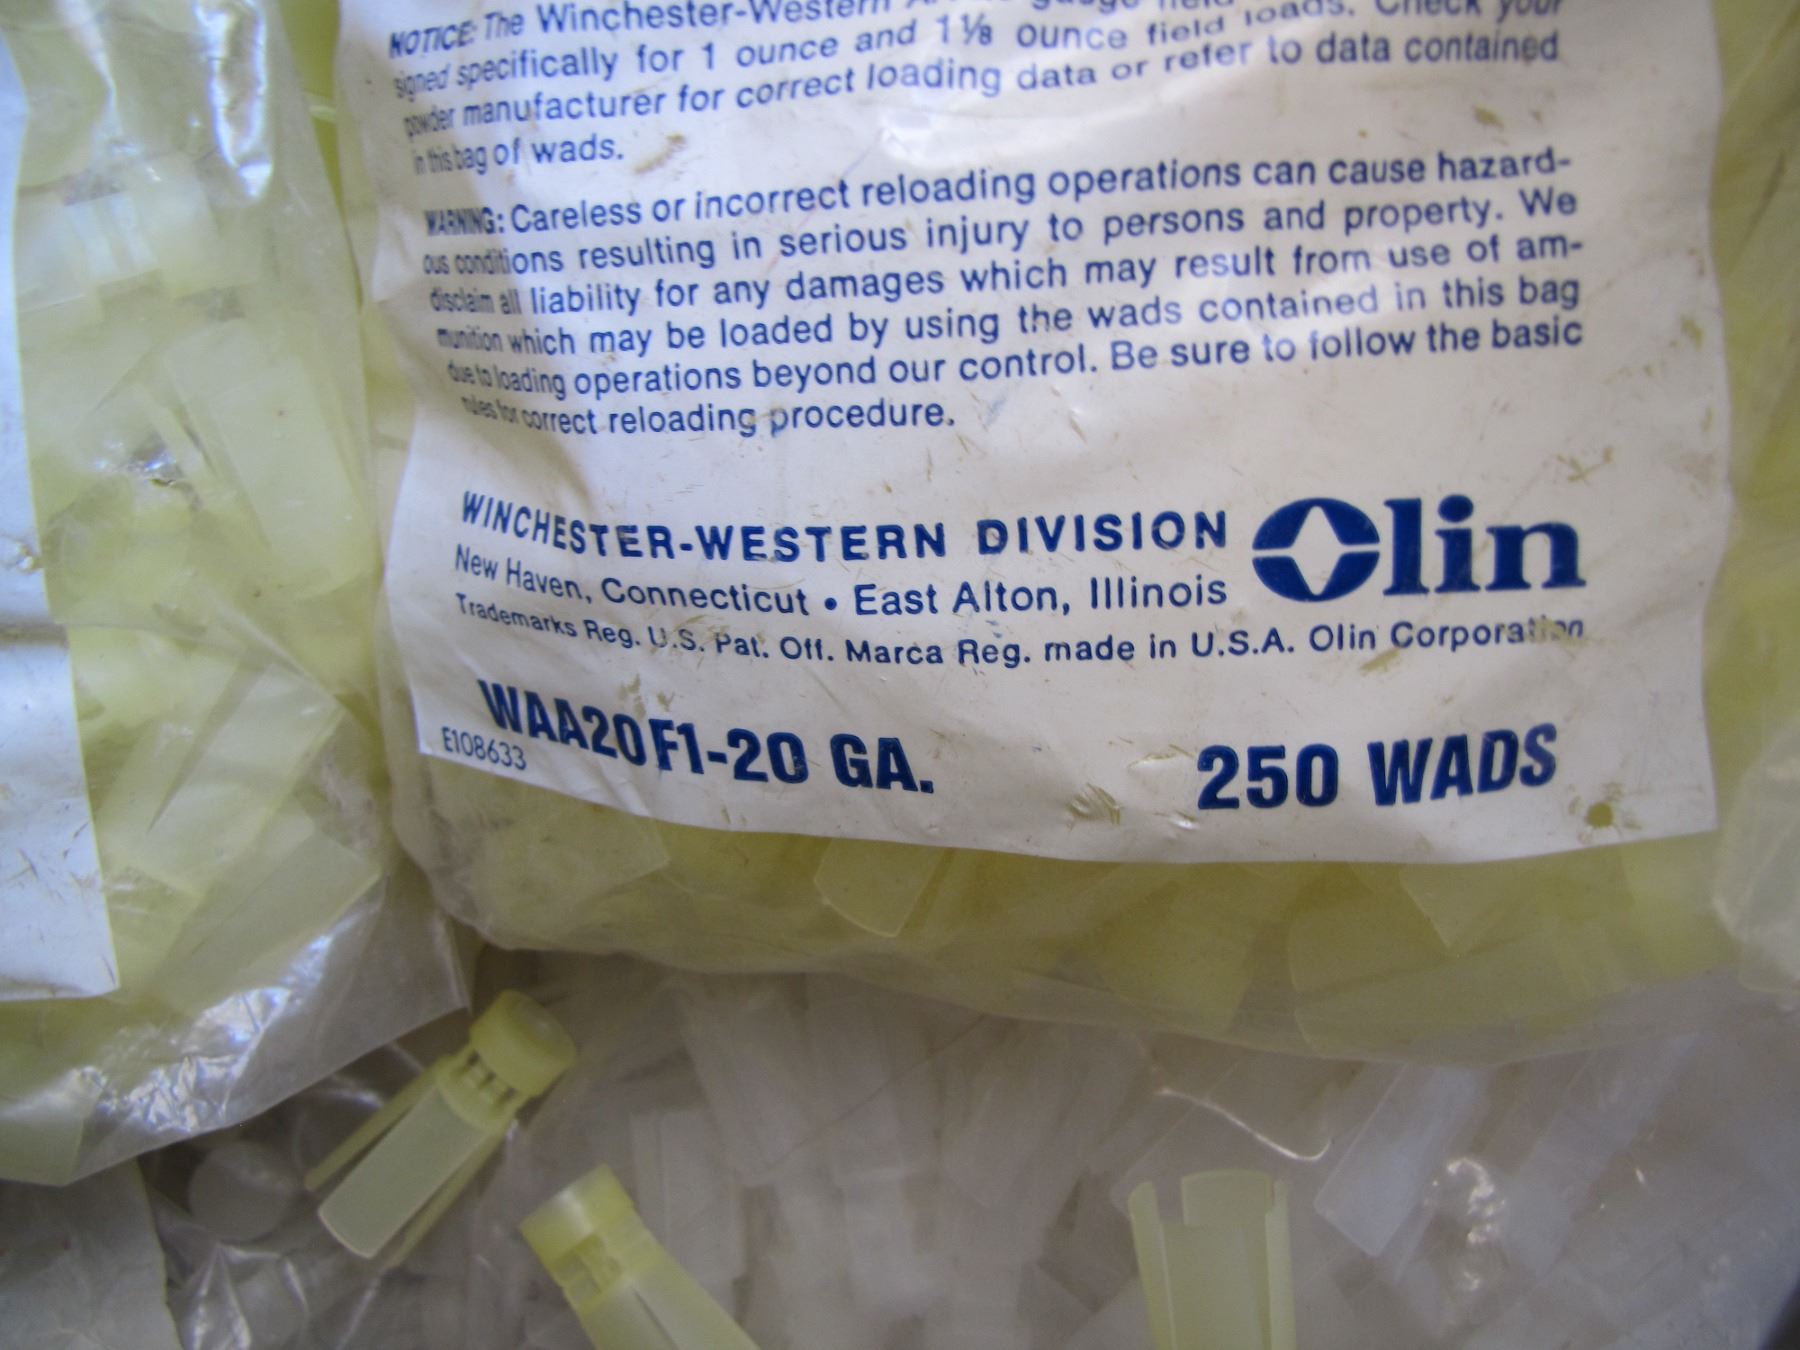 NOTICE: The Winchester-Western
signed specifically for 1 ounce and 1 ⅛ ounce field loads. Check your
powder manufacturer for correct loading data or refer to data contained
in this bag of wads.
WARNING: Careless or incorrect reloading operations can cause hazard-
ous conditions resulting in serious injury to persons and property. We
disclaim all liability for any damages which may result from use of am-
munition which may be loaded by using the wads contained in this bag
due to loading operations beyond our control. Be sure to follow the basic
rules for correct reloading procedure.
WINCHESTER-WESTERN DIVISION Olin
New Haven, Connecticut • East Alton, Illinois
Trademarks Reg. U.S. Pat. Off. Marca Reg. made in U.S.A. Olin Corporation
WAA20F1-20 GA. 250 WADS
E108633